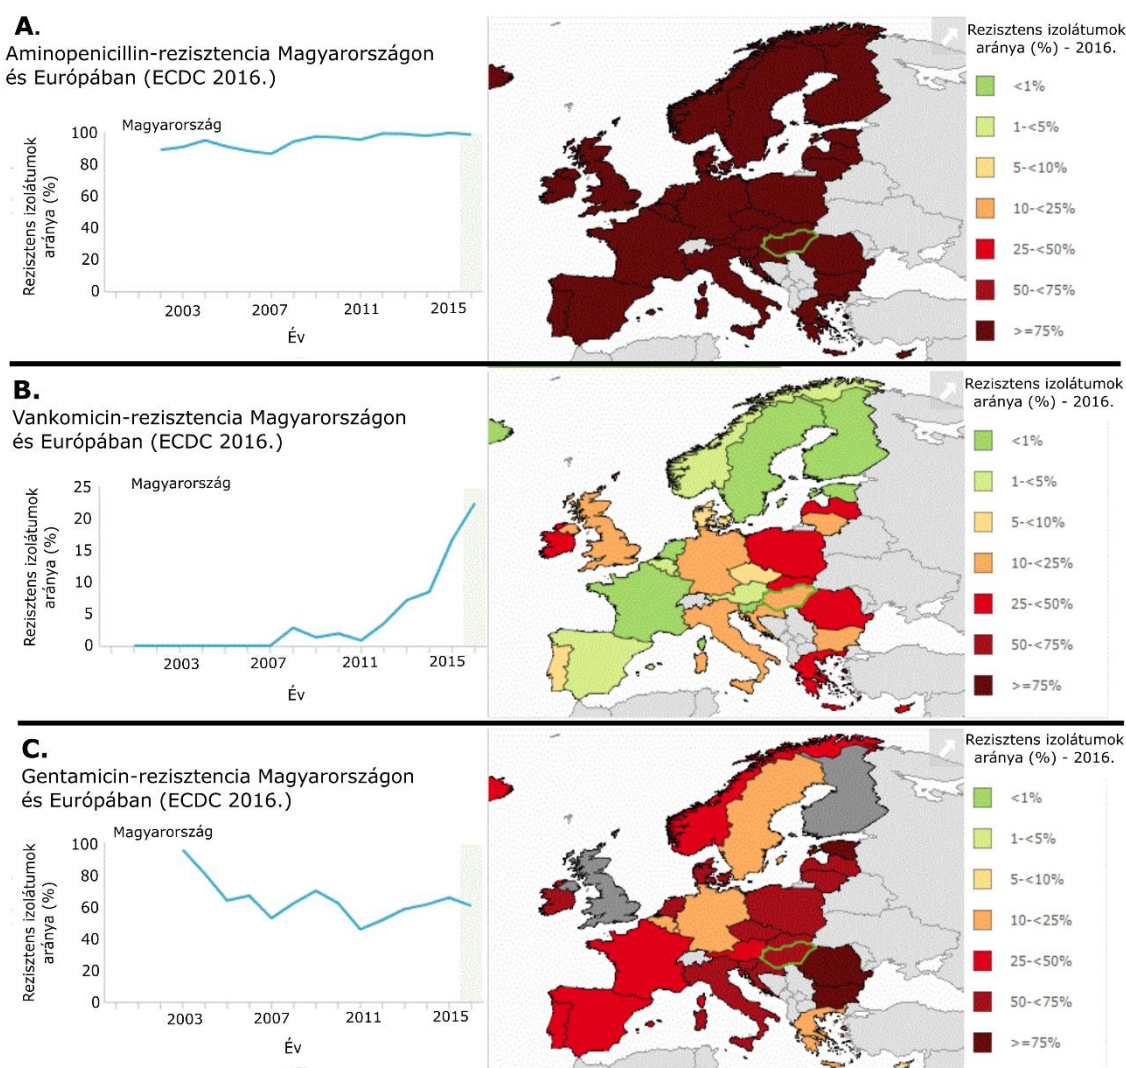 A.
Aminopenicillin-rezisztencia Magyarországon
és Európában (ECDC 2016.)
Magyarország
Rezisztens izolátumok
aránya (%)
100
80
60
40
20
0
2003
2007
2011
2015
Év
Rezisztens izolátumok
aránya (%) - 2016.
<1%
1-<5%
5-<10%
10-<25%
25-<50%
50-<75%
>=75%
B.
Vankomicin-rezisztencia Magyarországon
és Európában (ECDC 2016.)
Magyarország
Rezisztens izolátumok
aránya (%)
25
20
15
10
5
0
2003
2007
2011
2015
Év
Rezisztens izolátumok
aránya (%) - 2016.
<1%
1-<5%
5-<10%
10-<25%
25-<50%
50-<75%
>=75%
C.
Gentamicin-rezisztencia Magyarországon
és Európában (ECDC 2016.)
Magyarország
Rezisztens izolátumok
aránya (%)
100
80
60
40
20
0
2003
2007
2011
2015
Év
Rezisztens izolátumok
aránya (%) - 2016.
<1%
1-<5%
5-<10%
10-<25%
25-<50%
50-<75%
>=75%